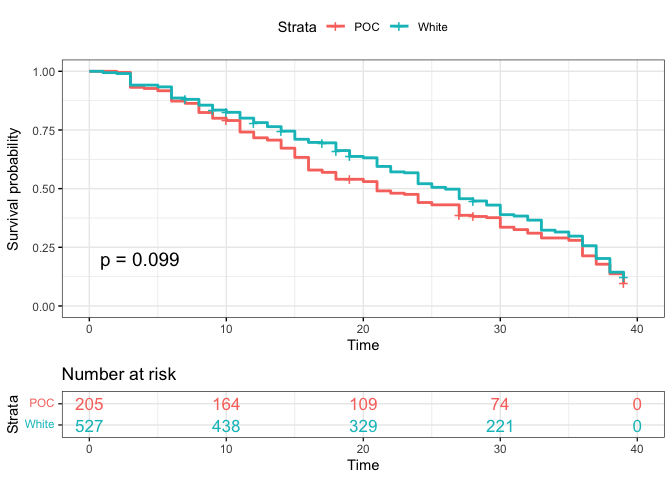 Strata POC White
Survival probability
1.00
0.75
0.50
0.25
0.00
p = 0.099
0 10 20 30 40
Time
Number at risk
Strata
POC 205 164 109 74 0
White 527 438 329 221 0
0 10 20 30 40
Time